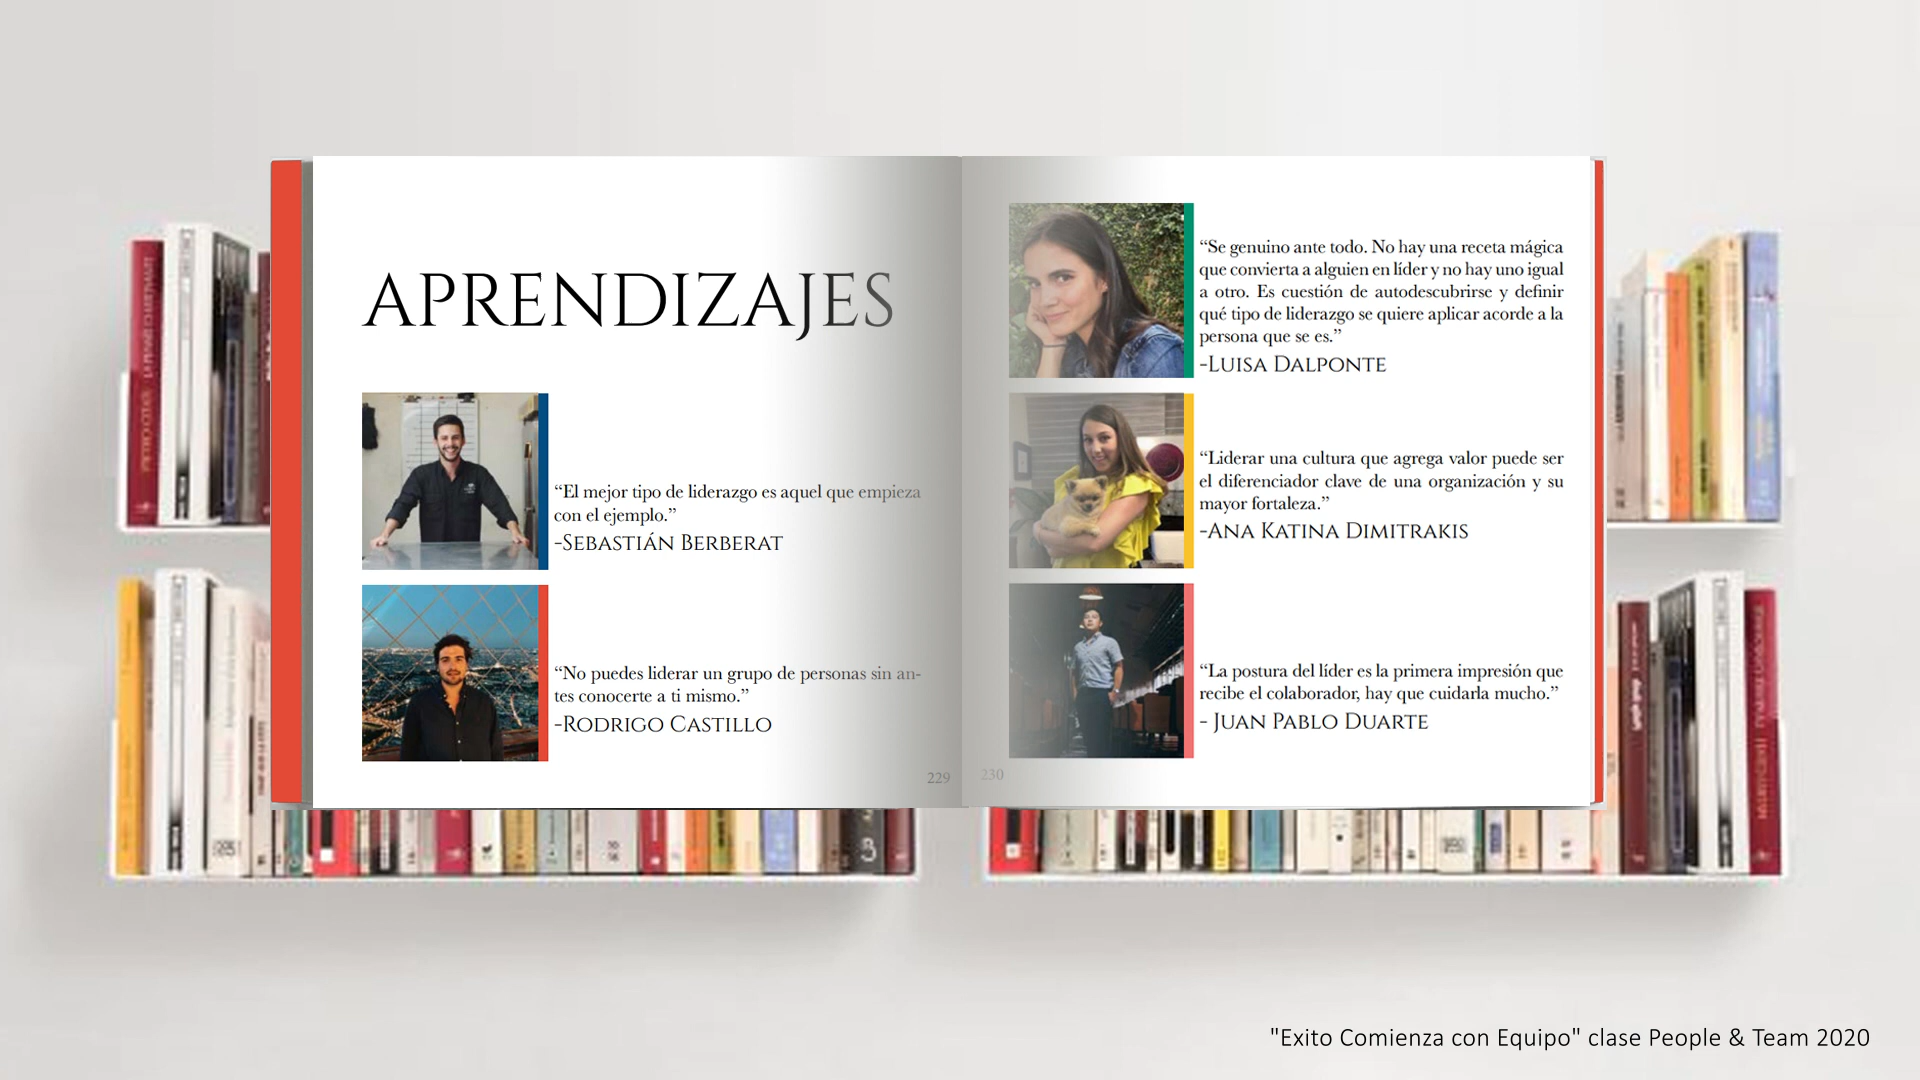 APRENDIZAJES
“El mejor tipo de liderazgo es aquel que empieza
con el ejemplo.”
-Sebastián Berberat
“No puedes liderar un grupo de personas sin an-
tes conocerte a ti mismo.”
-Rodrigo Castillo
229
“Se genuino ante todo. No hay una receta mágica
que convierta a alguien en líder y no hay uno igual
a otro. Es cuestión de autodescubrirse y definir
qué tipo de liderazgo se quiere aplicar acorde a la
persona que se es.”
-Luisa Dalponte
“Liderar una cultura que agrega valor puede ser
el diferenciador clave de una organización y su
mayor fortaleza.”
-Ana Katina Dimitrakis
“La postura del líder es la primera impresión que
recibe el colaborador, hay que cuidarla mucho.”
- Juan Pablo Duarte
230
"Exito Comienza con Equipo" clase People & Team 2020